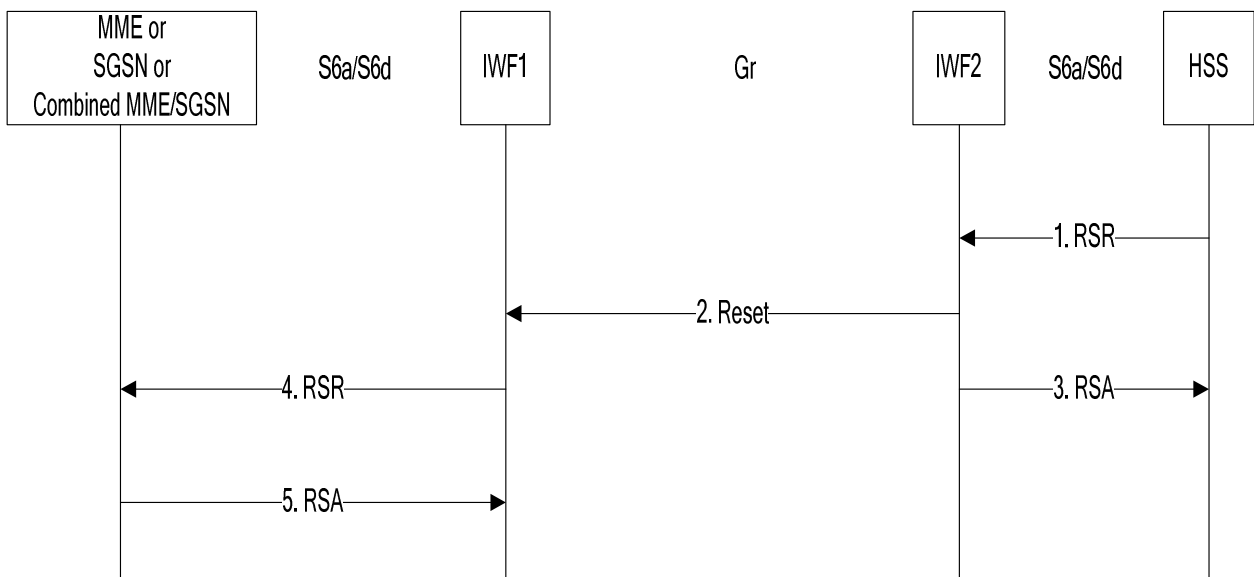 MME or
SGSN or
Combined MME/SGSN
S6a/S6d
IWF1
Gr
IWF2
S6a/S6d
HSS
1. RSR
2. Reset
4. RSR
3. RSA
5. RSA